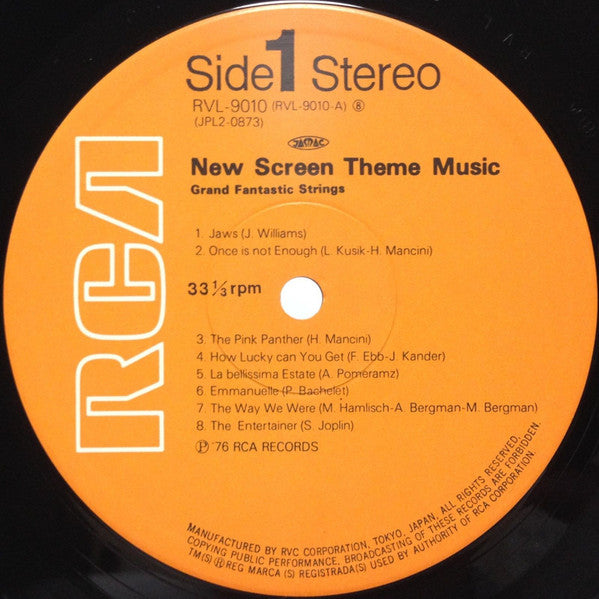 Side 1 Stereo
RVL-9010 (RVL-9010-A) Ⓢ
(JPL2-0873)
JASRAC
New Screen Theme Music
Grand Fantastic Strings
1. Jaws (J. Williams)
2. Once is not Enough (L. Kusik-H. Mancini)
33 1/3 rpm
3. The Pink Panther (H. Mancini)
4. How Lucky can You Get (F. Ebb-J. Kander)
5. La bellissima Estate (A. Pomeramz)
6. Emmanuelle (P. Bachelet)
7. The Way We Were (M. Hamlisch-A. Bergman-M. Bergman)
8. The Entertainer (S. Joplin)
Ⓟ '76 RCA RECORDS
RCA
MANUFACTURED BY RVC CORPORATION, TOKYO, JAPAN, ALL RIGHTS RESERVED,
COPYING PUBLIC PERFORMANCE, BROADCASTING OF THESE RECORDS ARE FORBIDDEN.
TM(S) Ⓡ REG MARCA(S) REGISTRADA(S) USED BY AUTHORITY OF RCA CORPORATION.